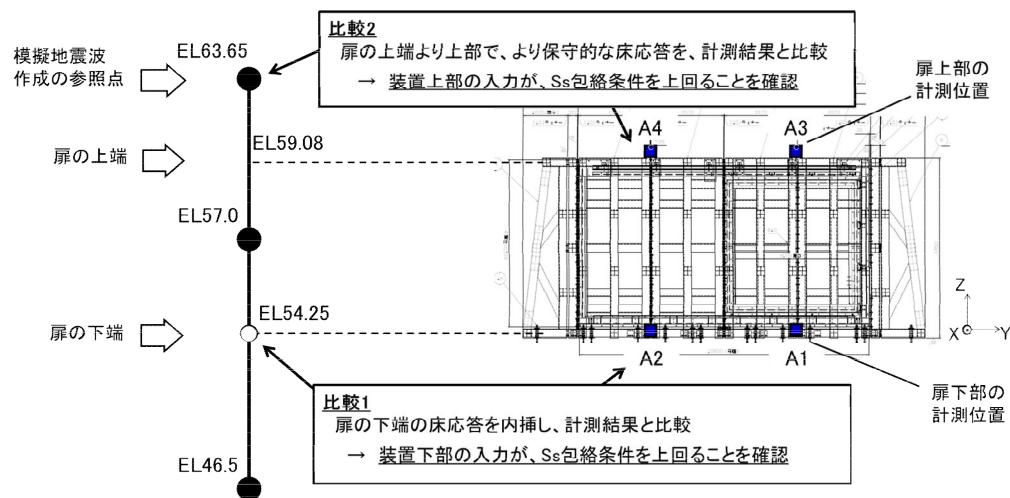 比較2
扉の上端より上部で、より保守的な床応答を、計測結果と比較
→ 装置上部の入力が、Ss包絡条件を上回ることを確認
模擬地震波
作成の参照点
EL63.65
扉上部の
計測位置
A4
A3
扉の上端
EL59.08
EL57.0
EL54.25
扉の下端
Z
X
Y
A2
A1
扉下部の
計測位置
比較1
扉の下端の床応答を内挿し、計測結果と比較
→ 装置下部の入力が、Ss包絡条件を上回ることを確認
EL46.5